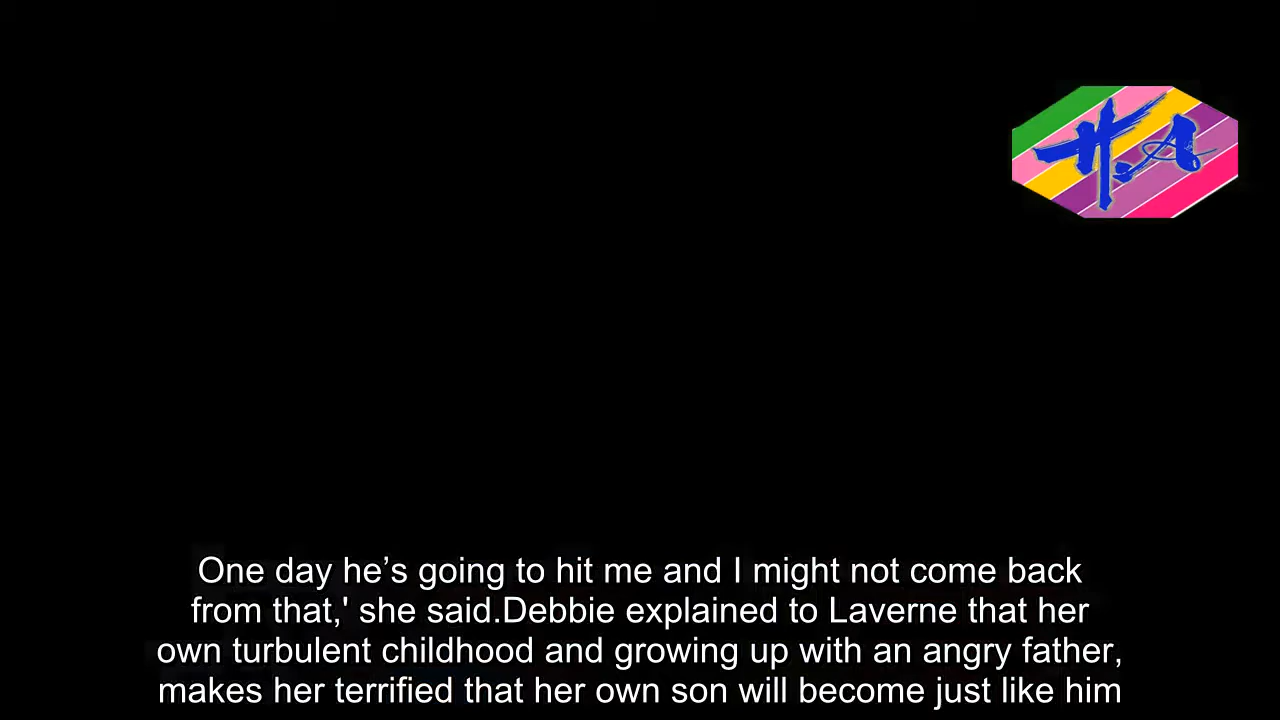 H.A
One day he’s going to hit me and I might not come back
from that,' she said.Debbie explained to Laverne that her
own turbulent childhood and growing up with an angry father,
makes her terrified that her own son will become just like him